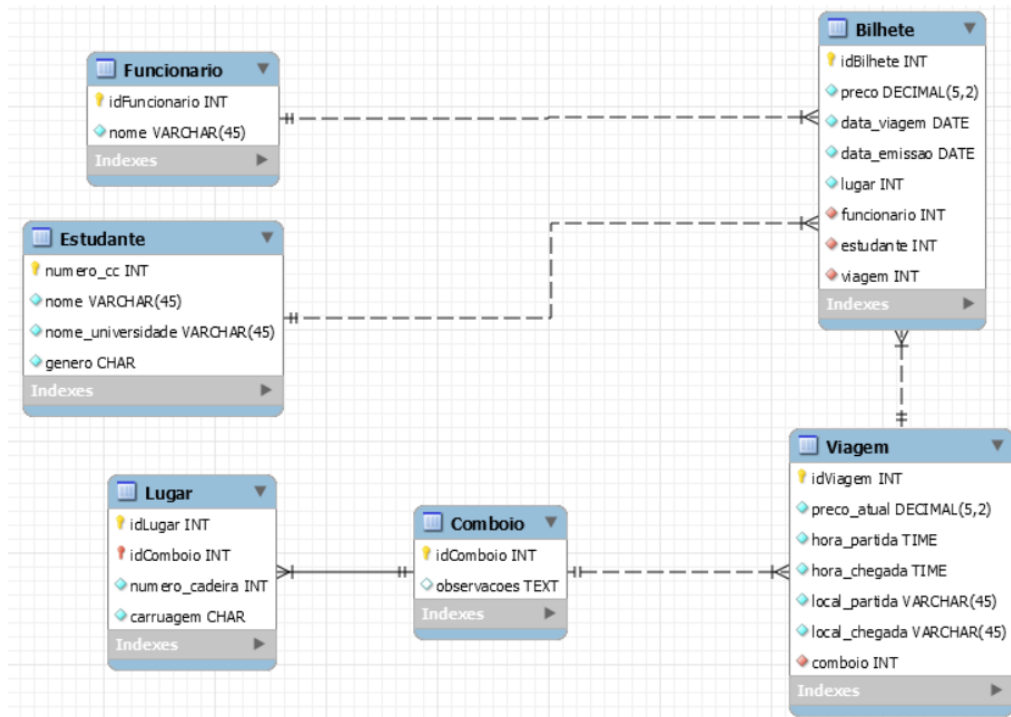 Funcionario
idFuncionario INT
nome VARCHAR(45)
Indexes
Estudante
numero_cc INT
nome VARCHAR(45)
nome_universidade VARCHAR(45)
genero CHAR
Indexes
Bilhete
idBilhete INT
preco DECIMAL(5,2)
data_viagem DATE
data_emissao DATE
lugar INT
funcionario INT
estudante INT
viagem INT
Indexes
Lugar
idLugar INT
idComboio INT
numero_cadeira INT
carruagem CHAR
Indexes
Comboio
idComboio INT
observacoes TEXT
Indexes
Viagem
idViagem INT
preco_atual DECIMAL(5,2)
hora_partida TIME
hora_chegada TIME
local_partida VARCHAR(45)
local_chegada VARCHAR(45)
comboio INT
Indexes